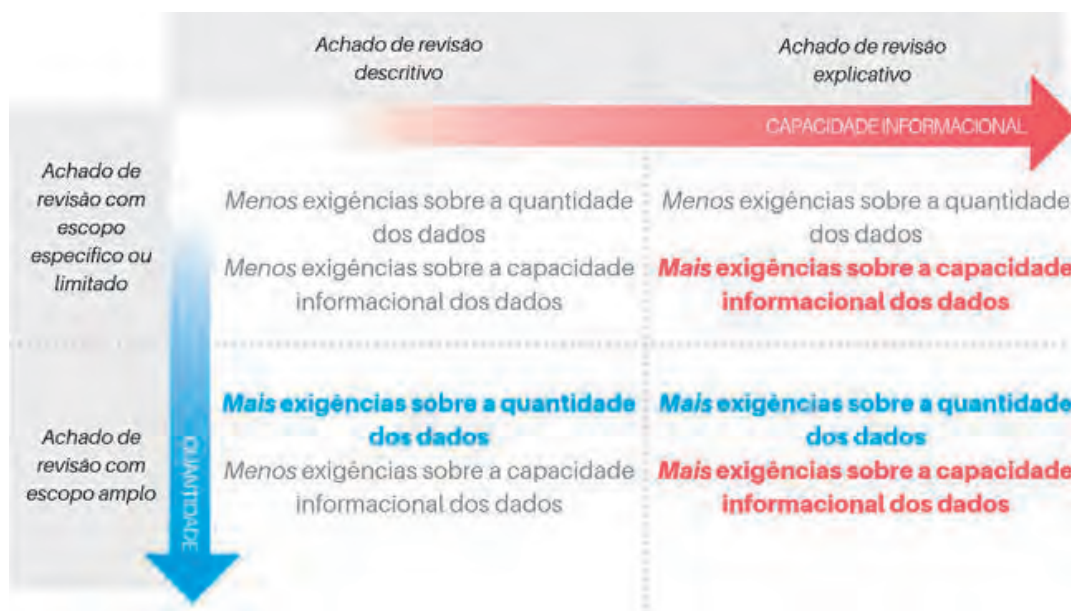 Achado de revisão
descritivo
Achado de revisão
explicativo
CAPACIDADE INFORMACIONAL
Achado de
revisão com
escopo
específico ou
limitado
Menos exigências sobre a quantidade
dos dados
Menos exigências sobre a capacidade
informacional dos dados
Menos exigências sobre a quantidade
dos dados
Mais exigências sobre a capacidade
informacional dos dados
QUANTIDADE
Achado de
revisão com
escopo amplo
Mais exigências sobre a quantidade
dos dados
Menos exigências sobre a capacidade
informacional dos dados
Mais exigências sobre a quantidade
dos dados
Mais exigências sobre a capacidade
informacional dos dados